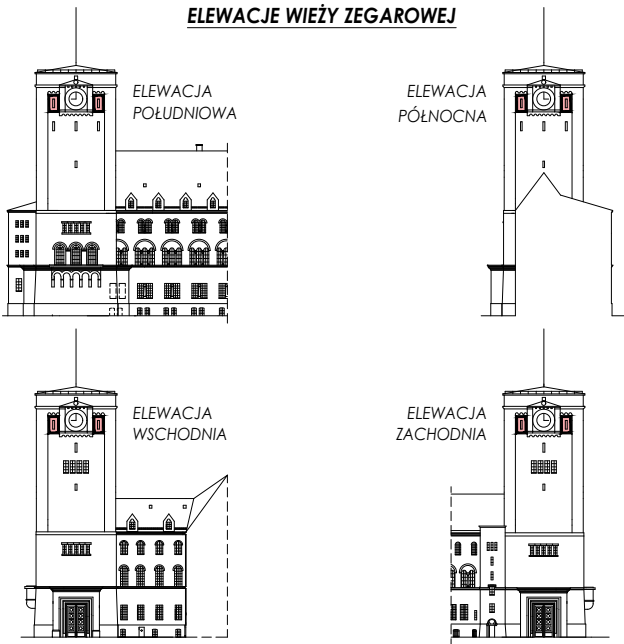 ELEWACJE WIEŻY ZEGAROWEJ
ELEWACJA
POŁUDNIOWA
ELEWACJA
PÓŁNOCNA
ELEWACJA
WSCHODNIA
ELEWACJA
ZACHODNIA